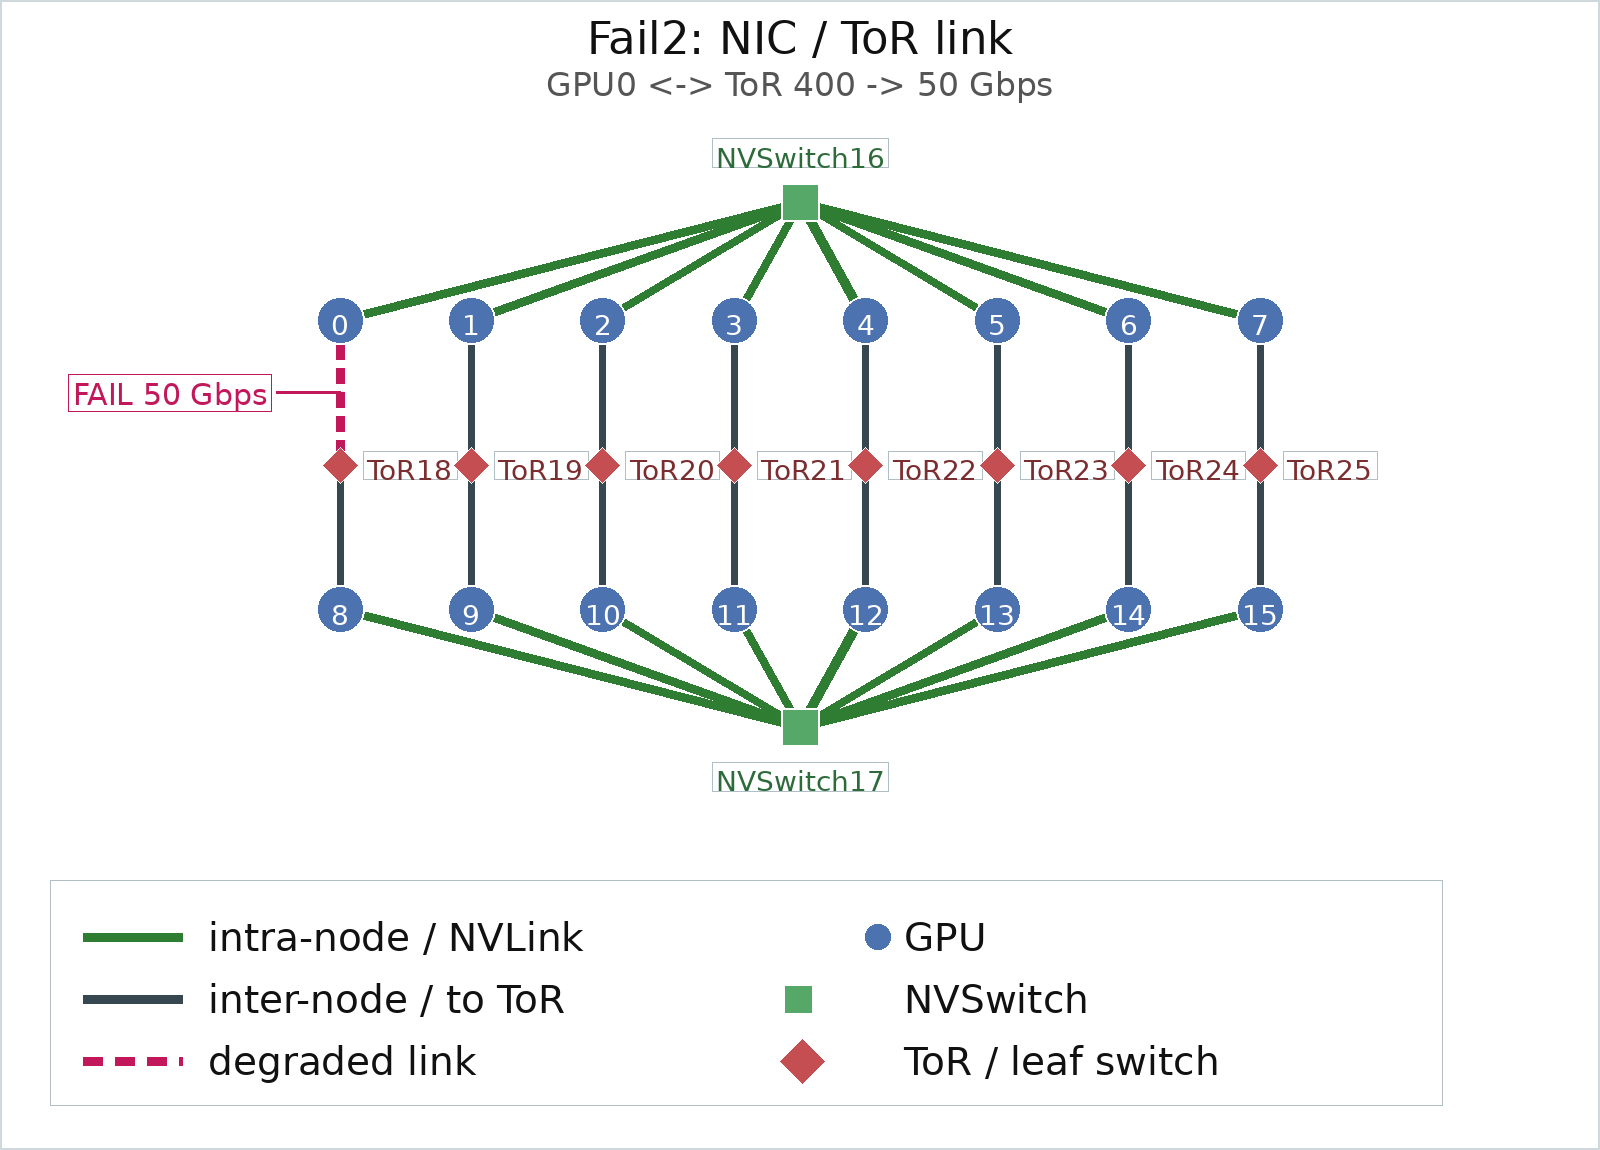 Fail2: NIC / ToR link
GPU0 <-> ToR 400 -> 50 Gbps
NVSwitch16
0 1 2 3 4 5 6 7
FAIL 50 Gbps
ToR18 ToR19 ToR20 ToR21 ToR22 ToR23 ToR24 ToR25
8 9 10 11 12 13 14 15
NVSwitch17
intra-node / NVLink
GPU
inter-node / to ToR
NVSwitch
degraded link
ToR / leaf switch